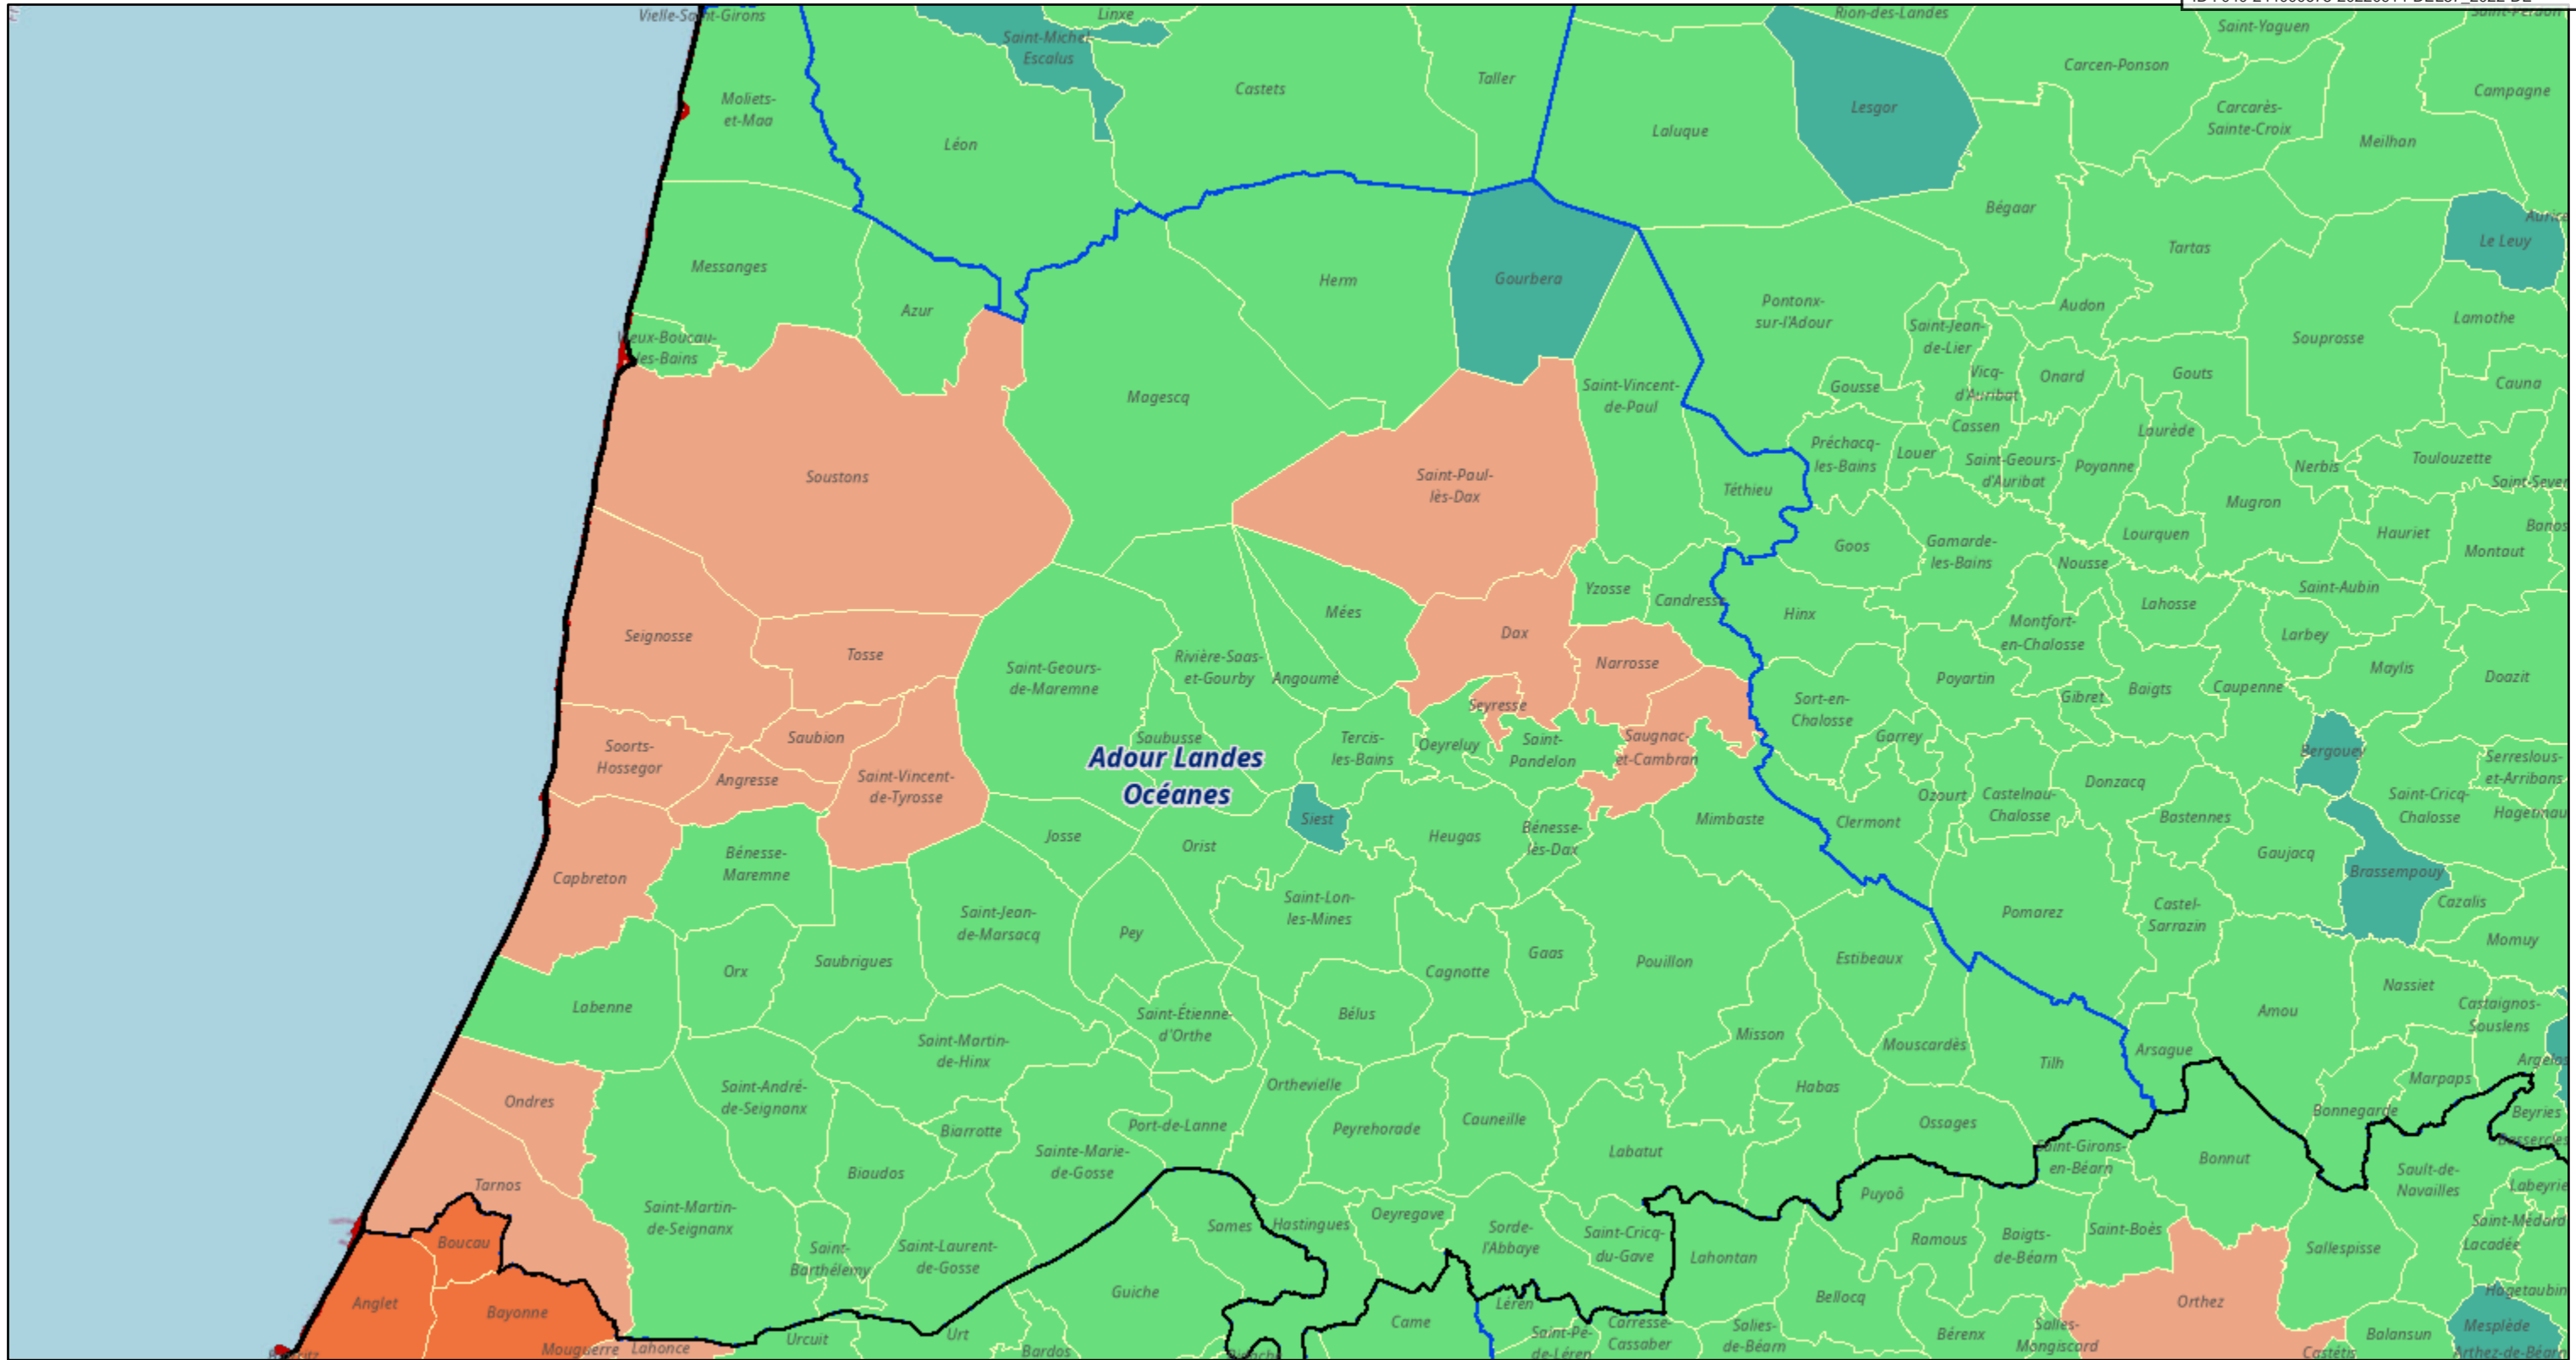 Vielle-Saint-Girons
Linxe
Rion-des-Landes
Saint-Yaguen
Saint-Michel-
Escalus
Castets
Taller
Carcen-Ponson
Campagne
Moliets-
et-Maa
Léon
Laluque
Lesgor
Carcarès-
Sainte-Croix
Meilhan
Bégaar
Tartas
Le Leuy
Messanges
Azur
Herm
Gourbera
Pontonx-
sur-l'Adour
Audon
Lamothe
Vieux-Boucau-
les-Bains
Saint-Jean-
de-Lier
Souprosse
Magescq
Saint-Vincent-
de-Paul
Gousse
Vicq-
d'Auribat
Onard
Gouts
Cauna
Soustons
Saint-Paul-
lès-Dax
Téthieu
Préchacq-
les-Bains
Louer
Cassen
Saint-Geours-
d'Auribat
Poyanne
Laurède
Nerbis
Toulouzette
Mugron
Goos
Gamarde-
les-Bains
Nousse
Lourquen
Hauriet
Montaut
Seignosse
Tosse
Mées
Yzosse
Candresse
Hinx
Lahosse
Saint-Aubin
Montfort-
en-Chalosse
Larbey
Saint-Geours-
de-Maremne
Rivière-Saas-
et-Gourby
Angoumé
Dax
Narrosse
Poyartin
Maylis
Doazit
Seyresse
Sort-en-
Chalosse
Gibret
Baigts
Caupenne
Soorts-
Hossegor
Saubion
Saubusse
Tercis-
les-Bains
Oeyreluy
Saint-
Pandelon
Saugnac-
et-Cambran
Garrey
Bergouey
Serreslous-
et-Arribans
Angresse
Saint-Vincent-
de-Tyrosse
Adour Landes
Océanes
Donzacq
Siest
Heugas
Bénesse-
lès-Dax
Mimbaste
Clermont
Ozourt
Castelnau-
Chalosse
Bastennes
Saint-Cricq-
Chalosse
Josse
Orist
Gaujacq
Brassempouy
Capbreton
Bénesse-
Maremne
Saint-Lon-
les-Mines
Cazalis
Saint-Jean-
de-Marsacq
Pey
Pomarez
Castel-
Sarrazin
Momuy
Orx
Saubrigues
Cagnotte
Gaas
Pouillon
Estibeaux
Labenne
Saint-Étienne-
d'Orthe
Bélus
Nassiet
Amou
Castaignos-
Souslens
Saint-Martin-
de-Hinx
Misson
Mouscardès
Tilh
Arsague
Ondres
Saint-André-
de-Seignanx
Orthevielle
Habas
Marpaps
Biarrotte
Port-de-Lanne
Peyrehorade
Cauneille
Ossages
Bonnegarde
Beyries
Tarnos
Biaudos
Sainte-Marie-
de-Gosse
Labatut
Saint-Girons-
en-Béarn
Bonnut
Sault-de-
Navailles
Saint-Martin-
de-Seignanx
Puyoô
Boucau
Saint-
Barthélemy
Saint-Laurent-
de-Gosse
Sames
Hastingues
Oeyregave
Sorde-
l'Abbaye
Saint-Cricq-
du-Gave
Lahontan
Ramous
Baigts-
de-Béarn
Saint-Boès
Sallespisse
Lacadée
Anglet
Bayonne
Guiche
Came
Léren
Bellocq
Orthez
Mouguerre
Lahonce
Urcuit
Urt
Bardos
Saint-Pé-
de-Léren
Carresse-
Cassaber
Salies-
de-Béarn
Bérenx
Salles-
Mongiscard
Balansun
Mesplède
Castétis